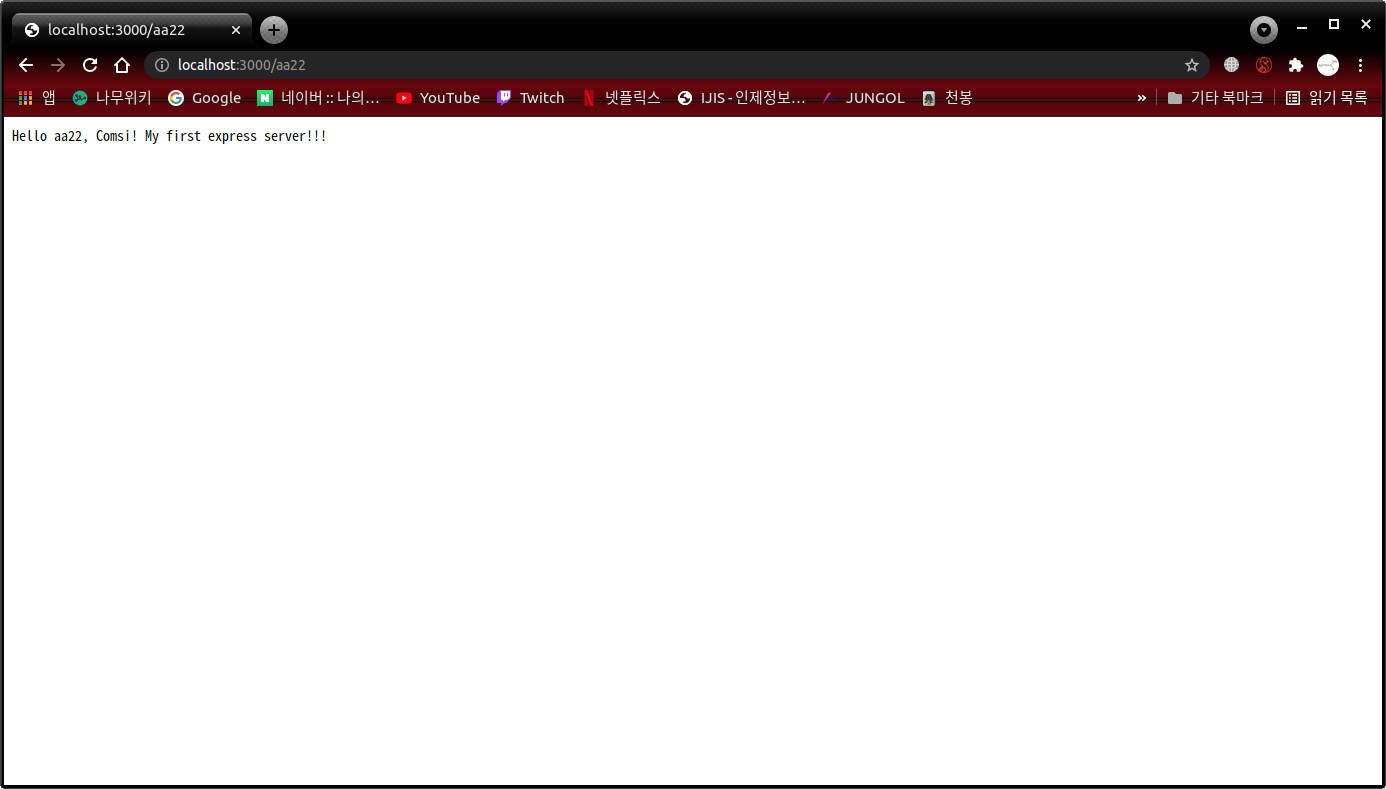 localhost:3000/aa22
localhost:3000/aa22
앱 나무위키 Google 네이버 :: 나의... YouTube Twitch 넷플릭스 IJIS - 인제정보... JUNGOL 천봉 » 기타 북마크 읽기 목록
Hello aa22, Comsi! My first express server!!!